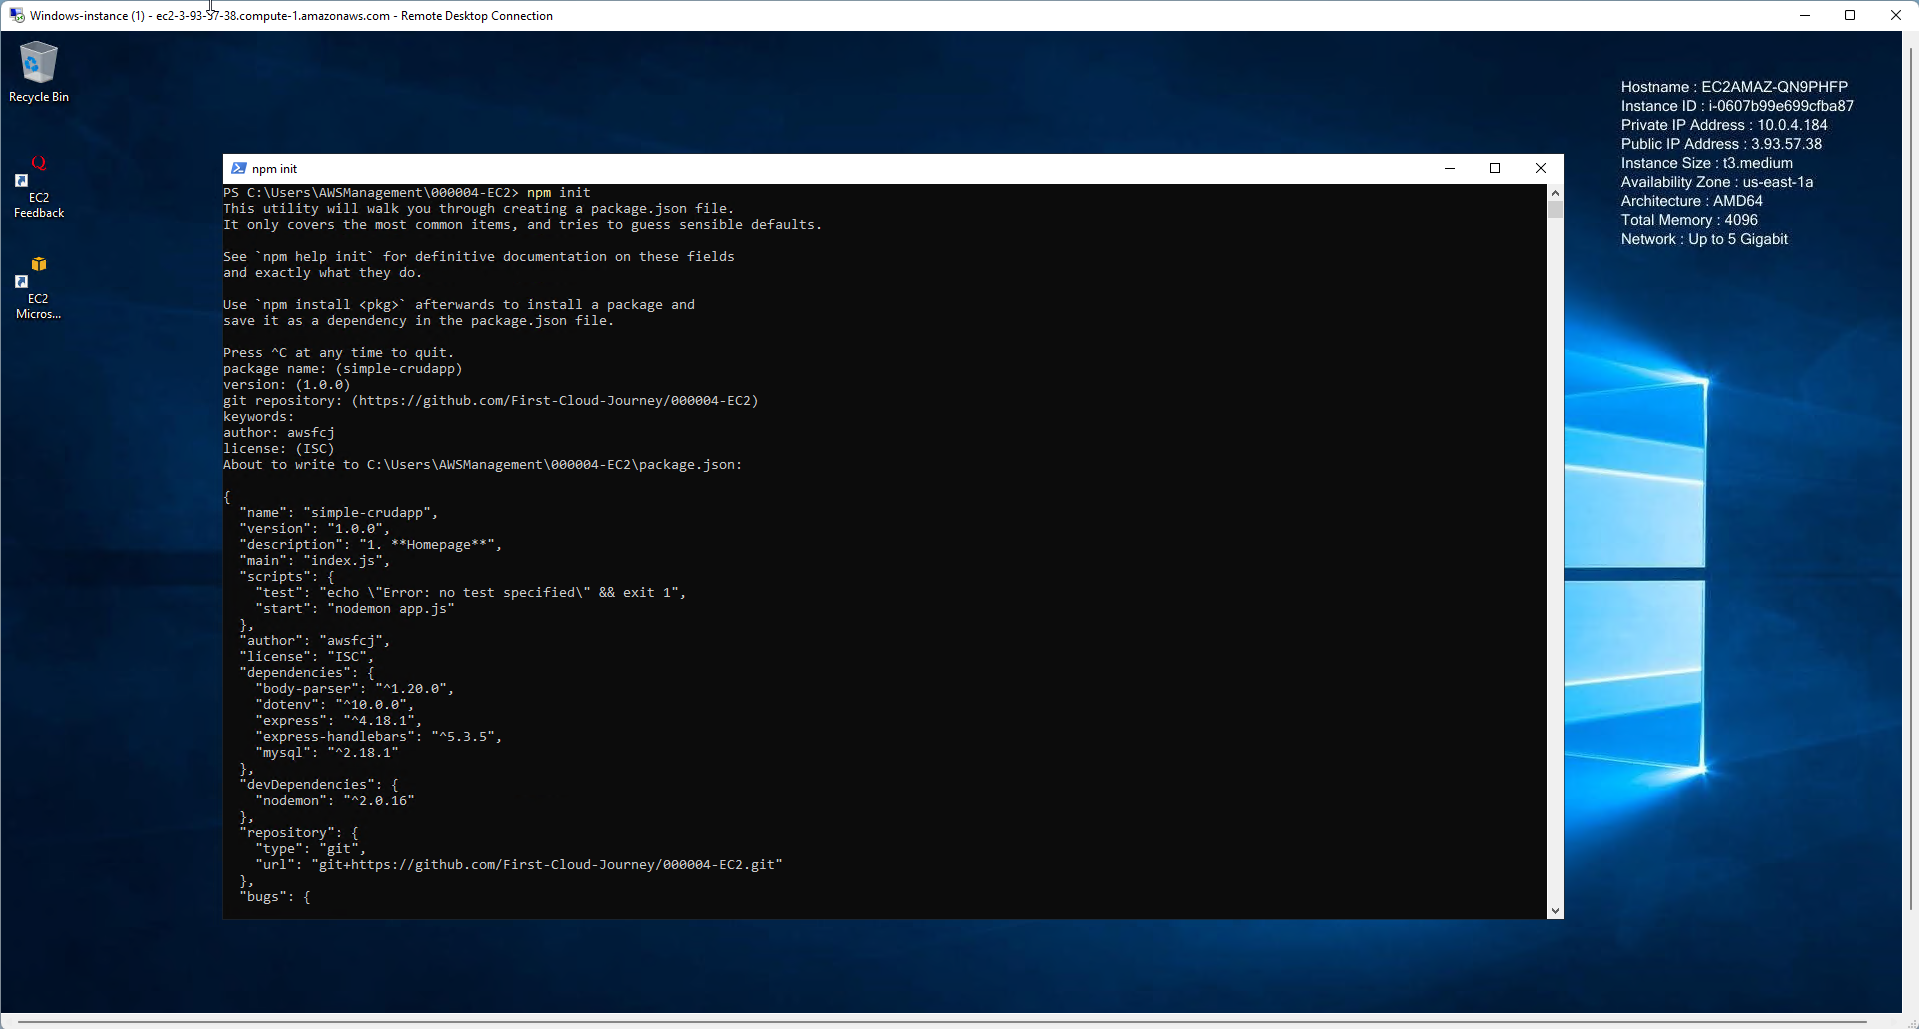 Windows-instance (1) - ec2-3-93-57-38.compute-1.amazonaws.com - Remote Desktop Connection
Recycle Bin
EC2
Feedback
EC2
Micros...
Hostname : EC2AMAZ-QN9PHFP
Instance ID : i-0607b99e699cfba87
Private IP Address : 10.0.4.184
Public IP Address : 3.93.57.38
Instance Size : t3.medium
Availability Zone : us-east-1a
Architecture : AMD64
Total Memory : 4096
Network : Up to 5 Gigabit
npm init
PS C:\Users\AWSManagement\000004-EC2> npm init
This utility will walk you through creating a package.json file.
It only covers the most common items, and tries to guess sensible defaults.
See `npm help init` for definitive documentation on these fields
and exactly what they do.
Use `npm install <pkg>` afterwards to install a package and
save it as a dependency in the package.json file.
Press ^C at any time to quit.
package name: (simple-crudapp)
version: (1.0.0)
git repository: (https://github.com/First-Cloud-Journey/000004-EC2)
keywords:
author: awsfcj
license: (ISC)
About to write to C:\Users\AWSManagement\000004-EC2\package.json:
{
  "name": "simple-crudapp",
  "version": "1.0.0",
  "description": "1. **Homepage**",
  "main": "index.js",
  "scripts": {
    "test": "echo \"Error: no test specified\" && exit 1",
    "start": "nodemon app.js"
  },
  "author": "awsfcj",
  "license": "ISC",
  "dependencies": {
    "body-parser": "^1.20.0",
    "dotenv": "^10.0.0",
    "express": "^4.18.1",
    "express-handlebars": "^5.3.5",
    "mysql": "^2.18.1"
  },
  "devDependencies": {
    "nodemon": "^2.0.16"
  },
  "repository": {
    "type": "git",
    "url": "git+https://github.com/First-Cloud-Journey/000004-EC2.git"
  },
  "bugs": {